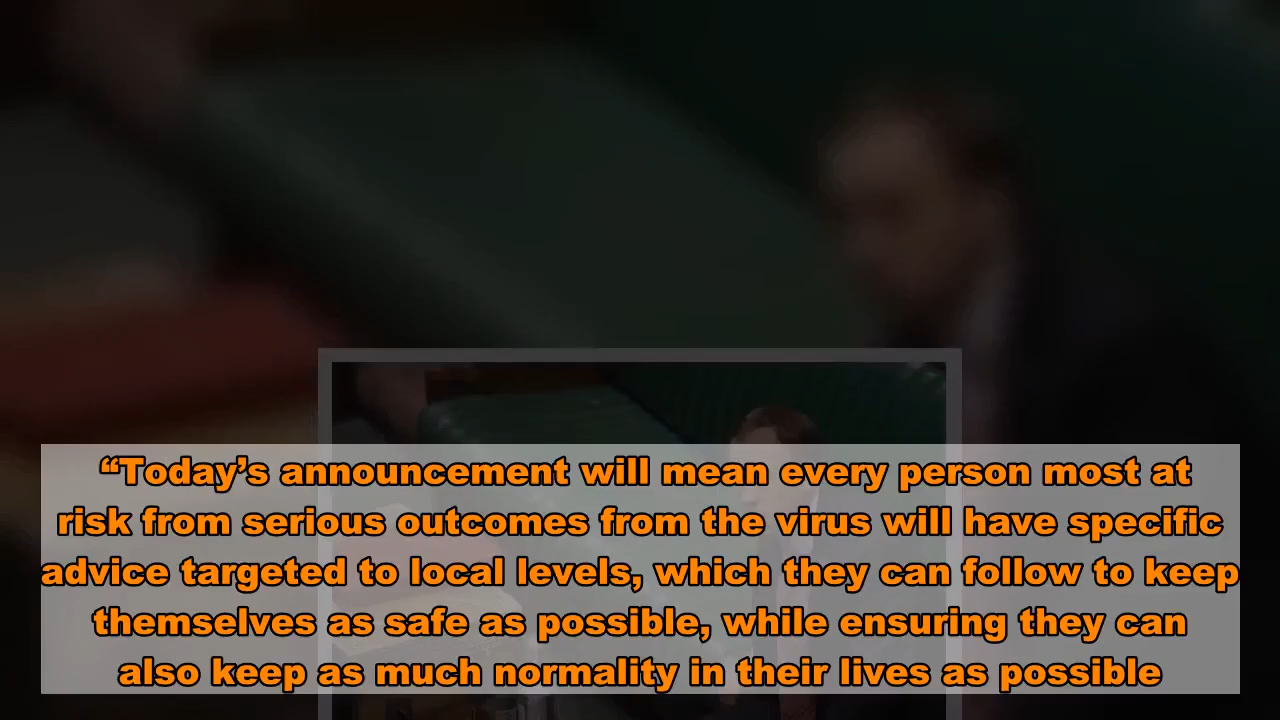 “Today’s announcement will mean every person most at
risk from serious outcomes from the virus will have specific
advice targeted to local levels, which they can follow to keep
themselves as safe as possible, while ensuring they can
also keep as much normality in their lives as possible